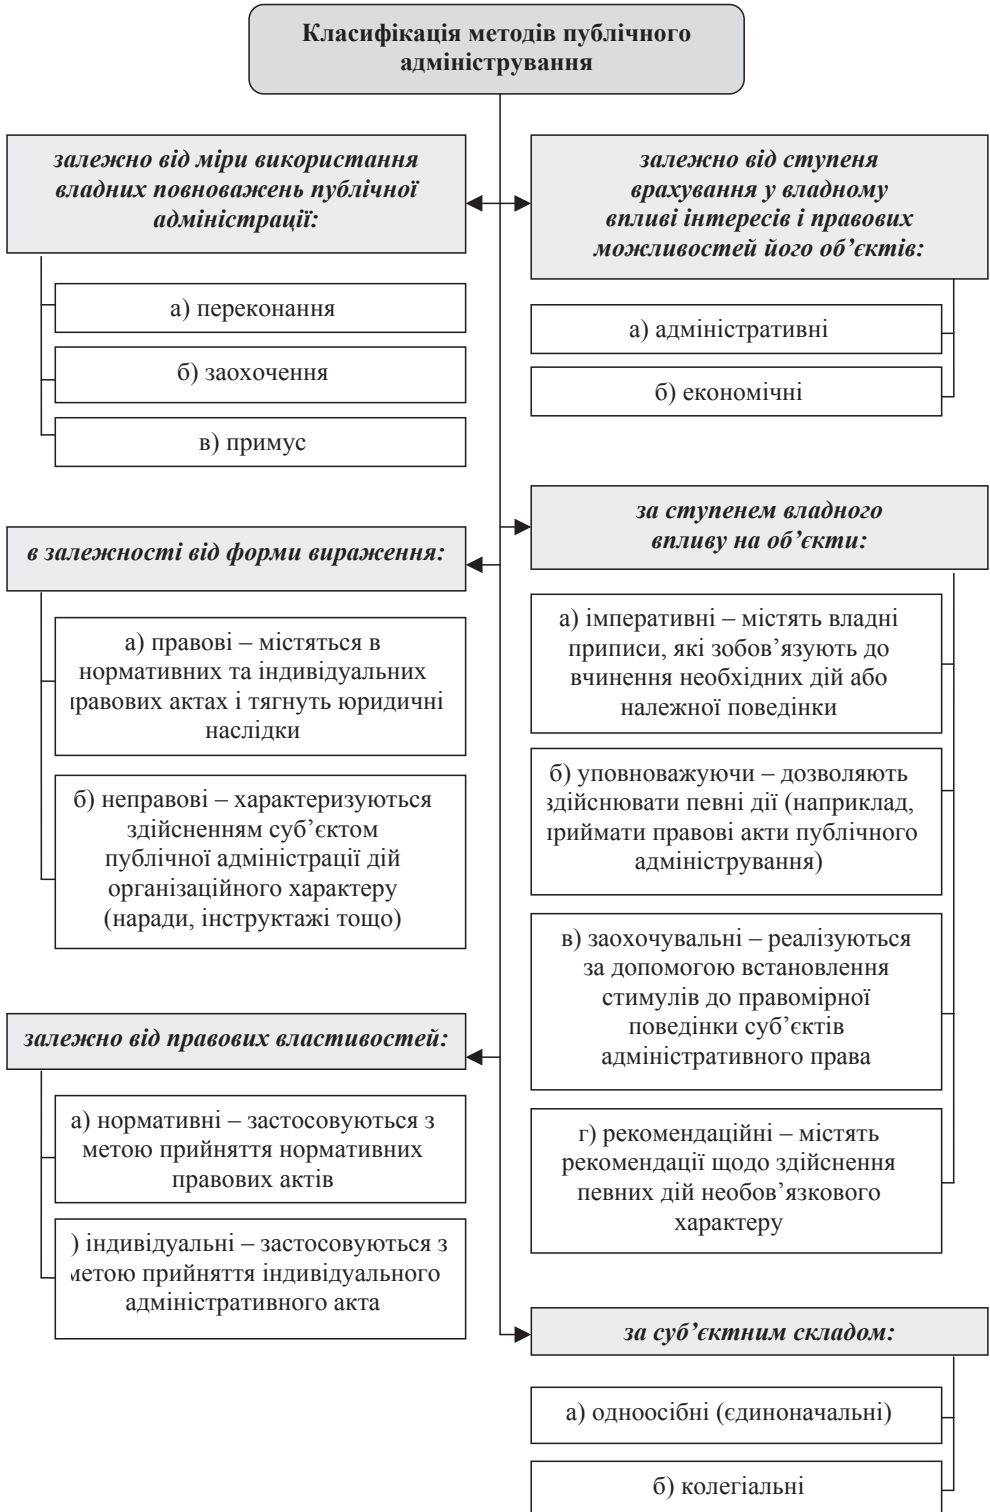 Класифікація методів публічного
адміністрування
залежно від міри використання
владних повноважень публічної
адміністрації:
а) переконання
б) заохочення
в) примус
залежно від ступеня
врахування у владному
впливі інтересів і правових
можливостей його об’єктів:
а) адміністративні
б) економічні
в залежності від форми вираження:
а) правові – містяться в
нормативних та індивідуальних
правових актах і тягнуть юридичні
наслідки
б) неправові – характеризуються
здійсненням суб’єктом
публічної адміністрації дій
організаційного характеру
(наради, інструктажі тощо)
за ступенем владного
впливу на об’єкти:
а) імперативні – містять владні
приписи, які зобов’язують до
вчинення необхідних дій або
належної поведінки
б) уповноважуючи – дозволяють
здійснювати певні дії (наприклад,
приймати правові акти публічного
адміністрування)
в) заохочувальні – реалізуються
за допомогою встановлення
стимулів до правомірної
поведінки суб’єктів
адміністративного права
г) рекомендаційні – містять
рекомендації щодо здійснення
певних дій необов’язкового
характеру
залежно від правових властивостей:
а) нормативні – застосовуються з
метою прийняття нормативних
правових актів
) індивідуальні – застосовуються з
метою прийняття індивідуального
адміністративного акта
за суб’єктним складом:
а) одноосібні (єдиноначальні)
б) колегіальні